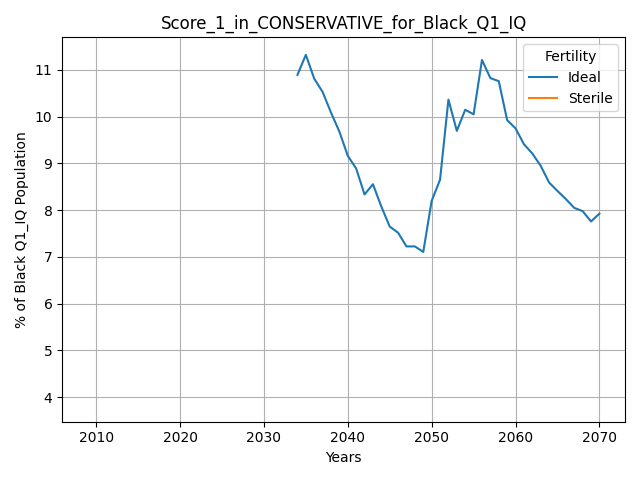 Score_1_in_CONSERVATIVE_for_Black_Q1_IQ
% of Black Q1_IQ Population
11
10
9
8
7
6
5
4
Fertility
Ideal
Sterile
2010 2020 2030 2040 2050 2060 2070
Years